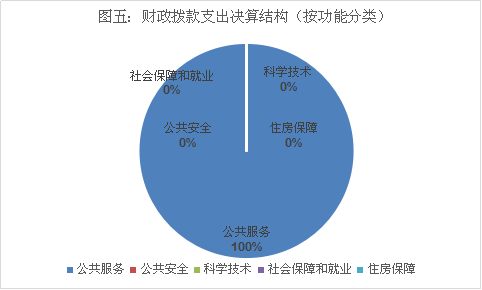 图五：财政拨款支出决算结构（按功能分类）
社会保障和就业
0%
科学技术
0%
公共安全
0%
住房保障
0%
公共服务
100%
公共服务 公共安全 科学技术 社会保障和就业 住房保障